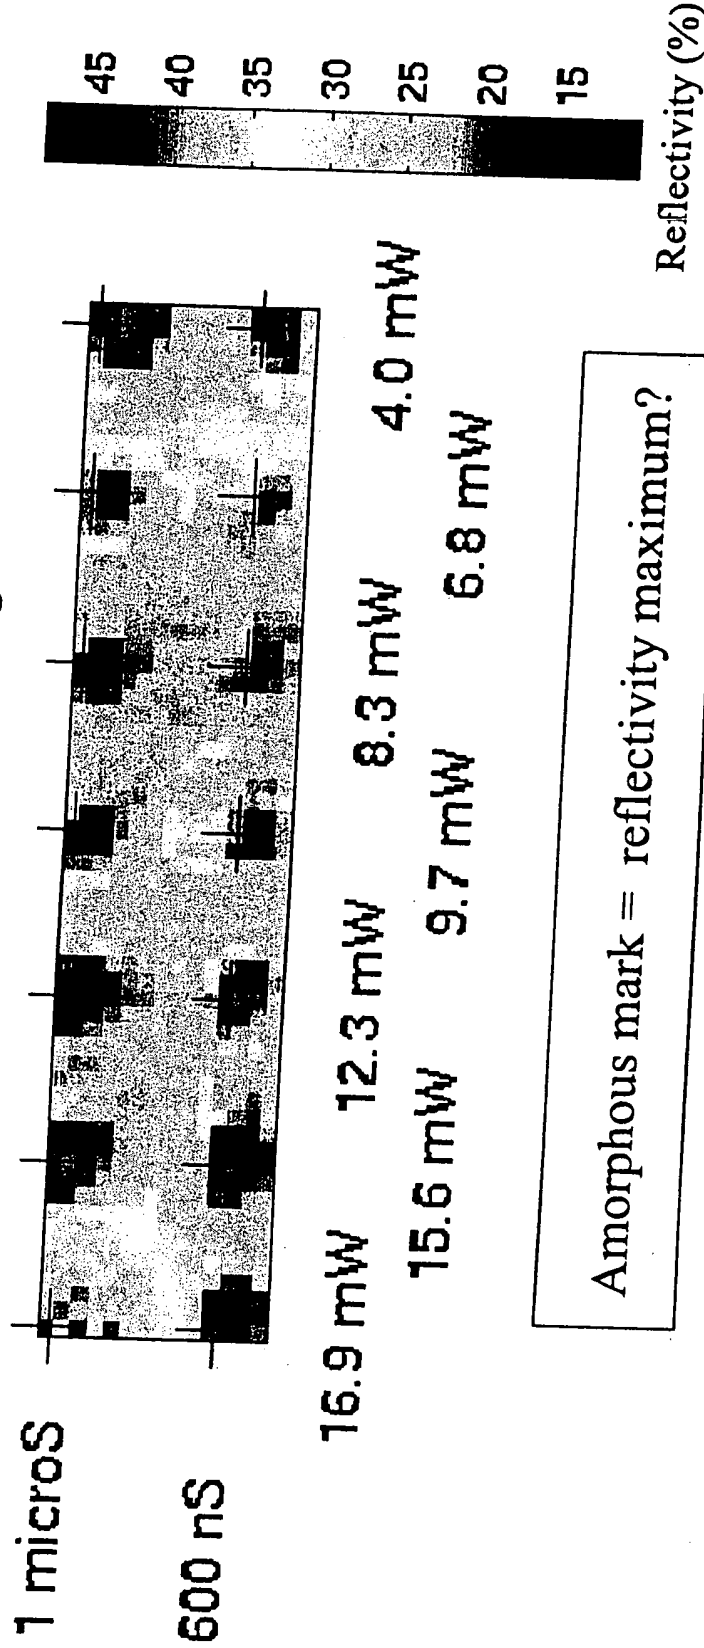 1 microS
600 nS
16.9 mW
15.6 mW
12.3 mW
9.7 mW
8.3 mW
6.8 mW
4.0 mW
45
40
35
30
25
20
15
Reflectivity (%)
Amorphous mark = reflectivity maximum?